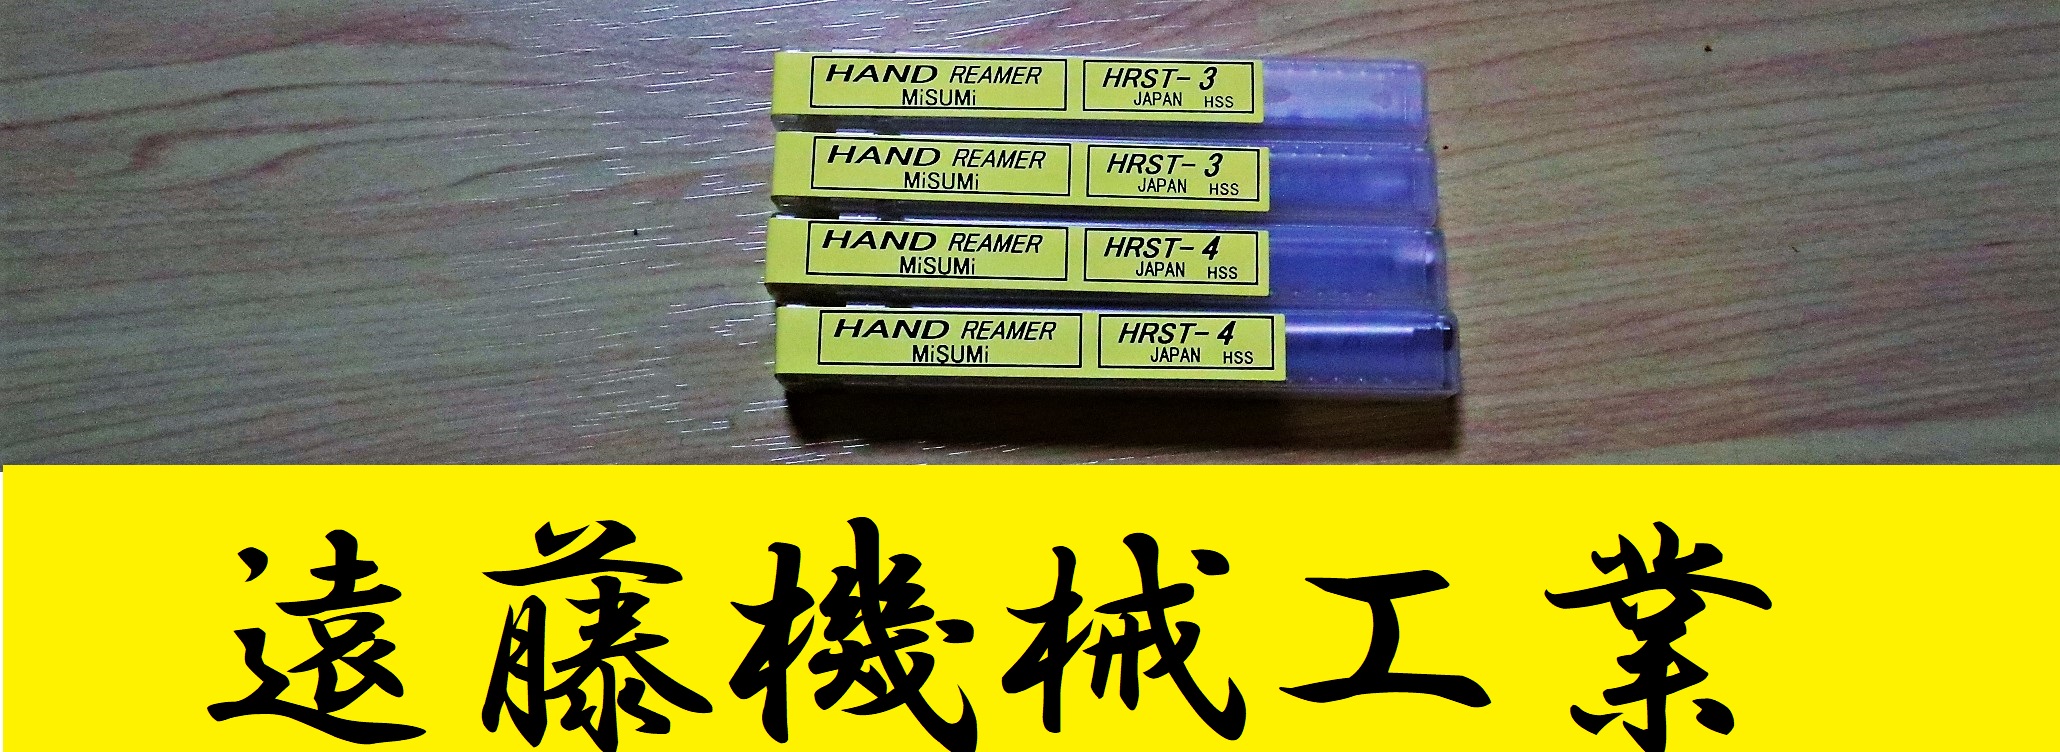 HAND REAMER HRST-3
MiSUMi JAPAN HSS
HAND REAMER HRST-3
MiSUMi JAPAN HSS
HAND REAMER HRST-4
MiSUMi JAPAN HSS
HAND REAMER HRST-4
MiSUMi JAPAN HSS
遠藤機械工業